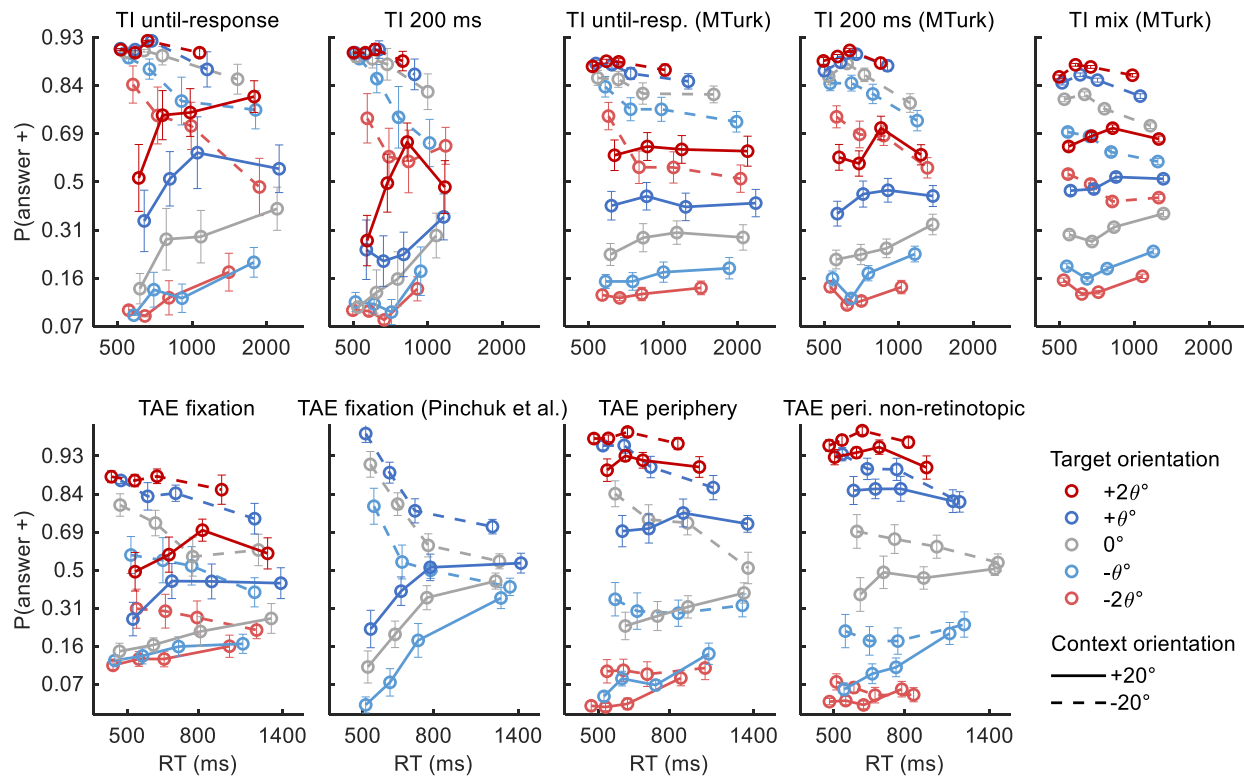 TI until-response
TI 200 ms
TI until-resp. (MTurk)
TI 200 ms (MTurk)
TI mix (MTurk)
P(answer +)
0.93
0.84
0.69
0.5
0.31
0.16
0.07
500 1000 2000
500 1000 2000
500 1000 2000
500 1000 2000
500 1000 2000
TAE fixation
TAE fixation (Pinchuk et al.)
TAE periphery
TAE peri. non-retinotopic
P(answer +)
0.93
0.84
0.69
0.5
0.31
0.16
0.07
500 800 1400
500 800 1400
500 800 1400
500 800 1400
RT (ms)
RT (ms)
RT (ms)
RT (ms)
Target orientation
+2θ°
+θ°
0°
-θ°
-2θ°
Context orientation
+20°
-20°